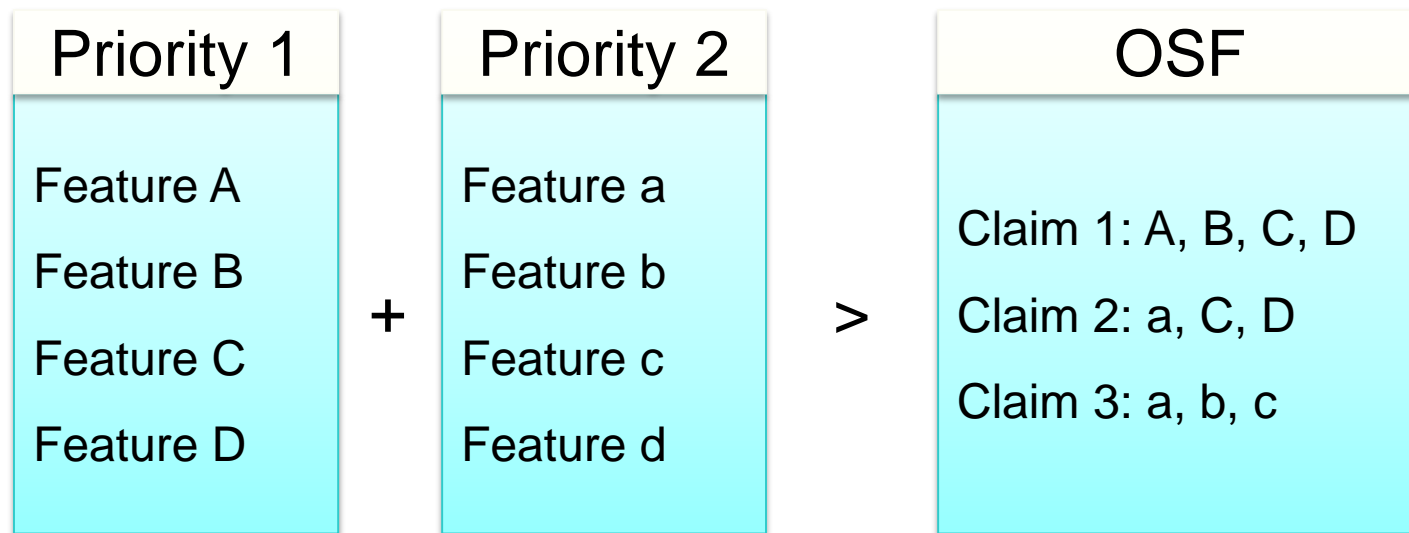 Priority 1
Feature A
Feature B
Feature C
Feature D
+
Priority 2
Feature a
Feature b
Feature c
Feature d
>
OSF
Claim 1: A, B, C, D
Claim 2: a, C, D
Claim 3: a, b, c